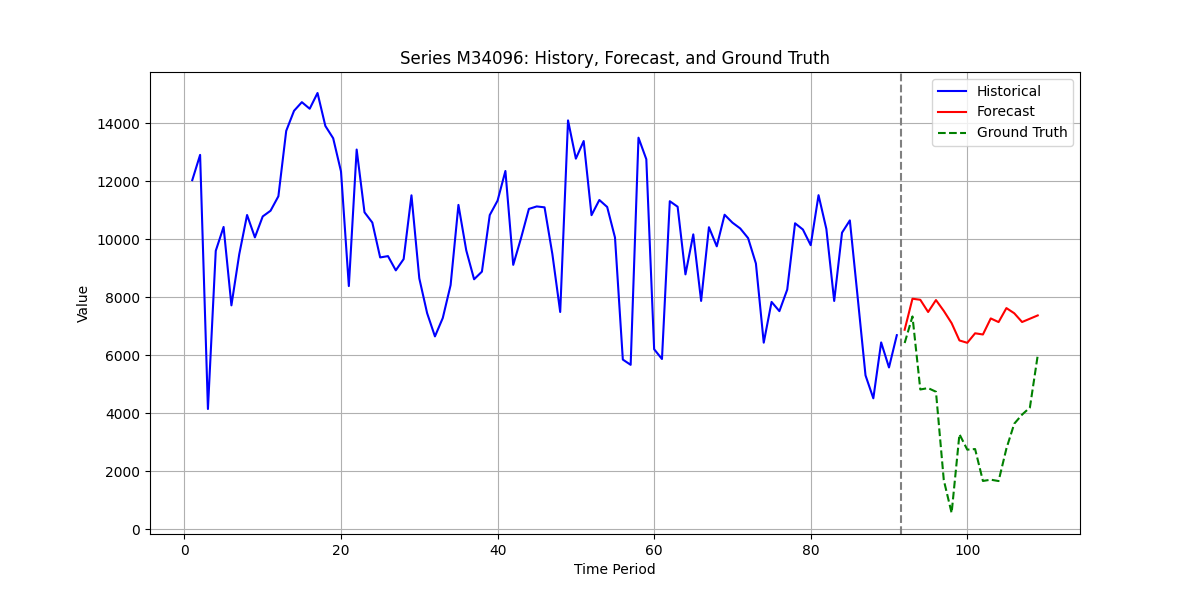 Series M34096: History, Forecast, and Ground Truth
Historical
Forecast
Ground Truth
Value
14000
12000
10000
8000
6000
4000
2000
0
0 20 40 60 80 100
Time Period